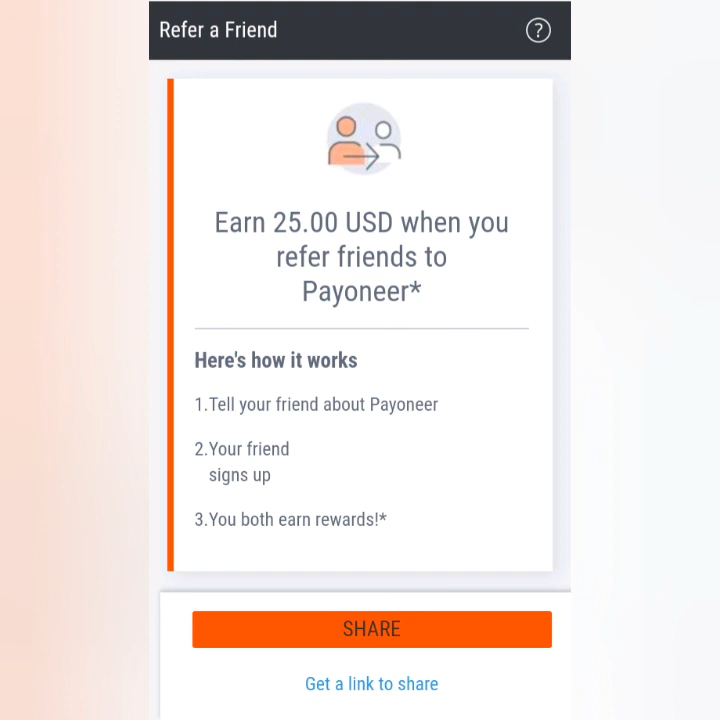 Refer a Friend
?
Earn 25.00 USD when you
refer friends to
Payoneer*
Here's how it works
1.Tell your friend about Payoneer
2.Your friend
signs up
3.You both earn rewards!*
SHARE
Get a link to share